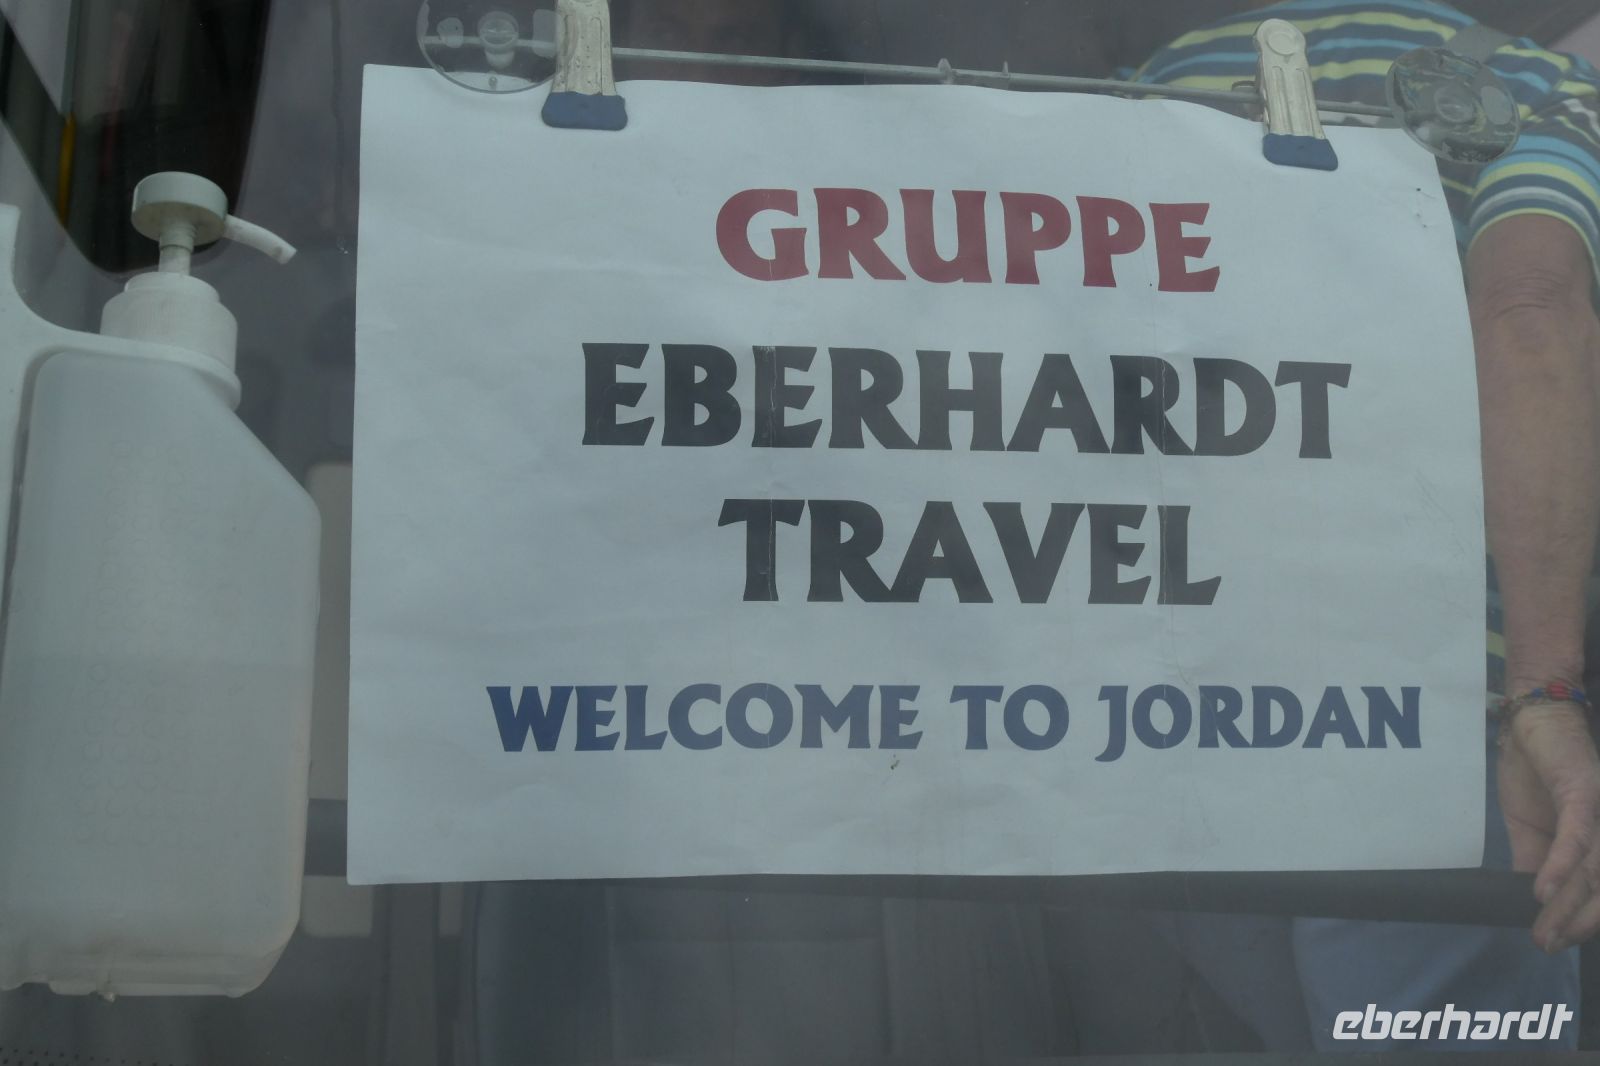 GRUPPE
EBERHARDT
TRAVEL
WELCOME TO JORDAN
eberhardt